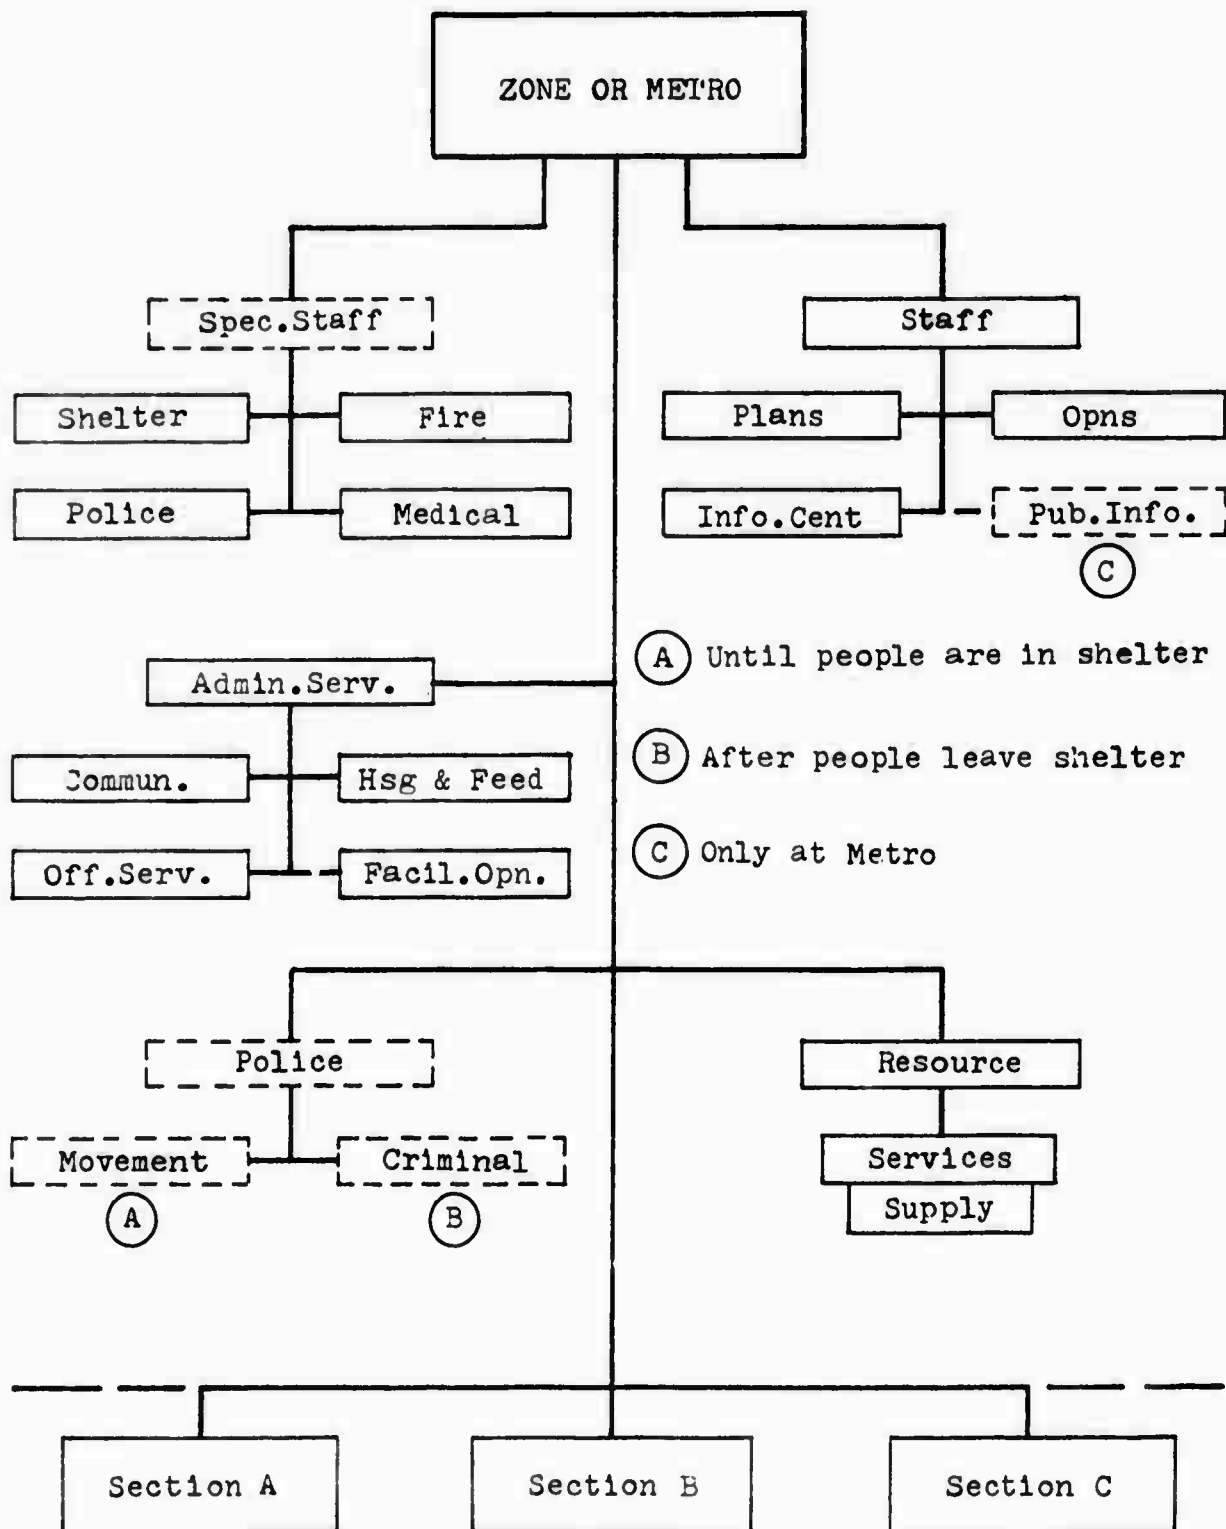 ZONE OR METRO
Spec.Staff
Staff
Shelter
Fire
Plans
Opns
Police
Medical
Info.Cent
Pub.Info.
C
A Until people are in shelter
Admin.Serv.
B After people leave shelter
Commun.
Hsg & Feed
C Only at Metro
Off.Serv.
Facil.Opn.
Police
Resource
Movement
Criminal
Services
A
B
Supply
Section A
Section B
Section C